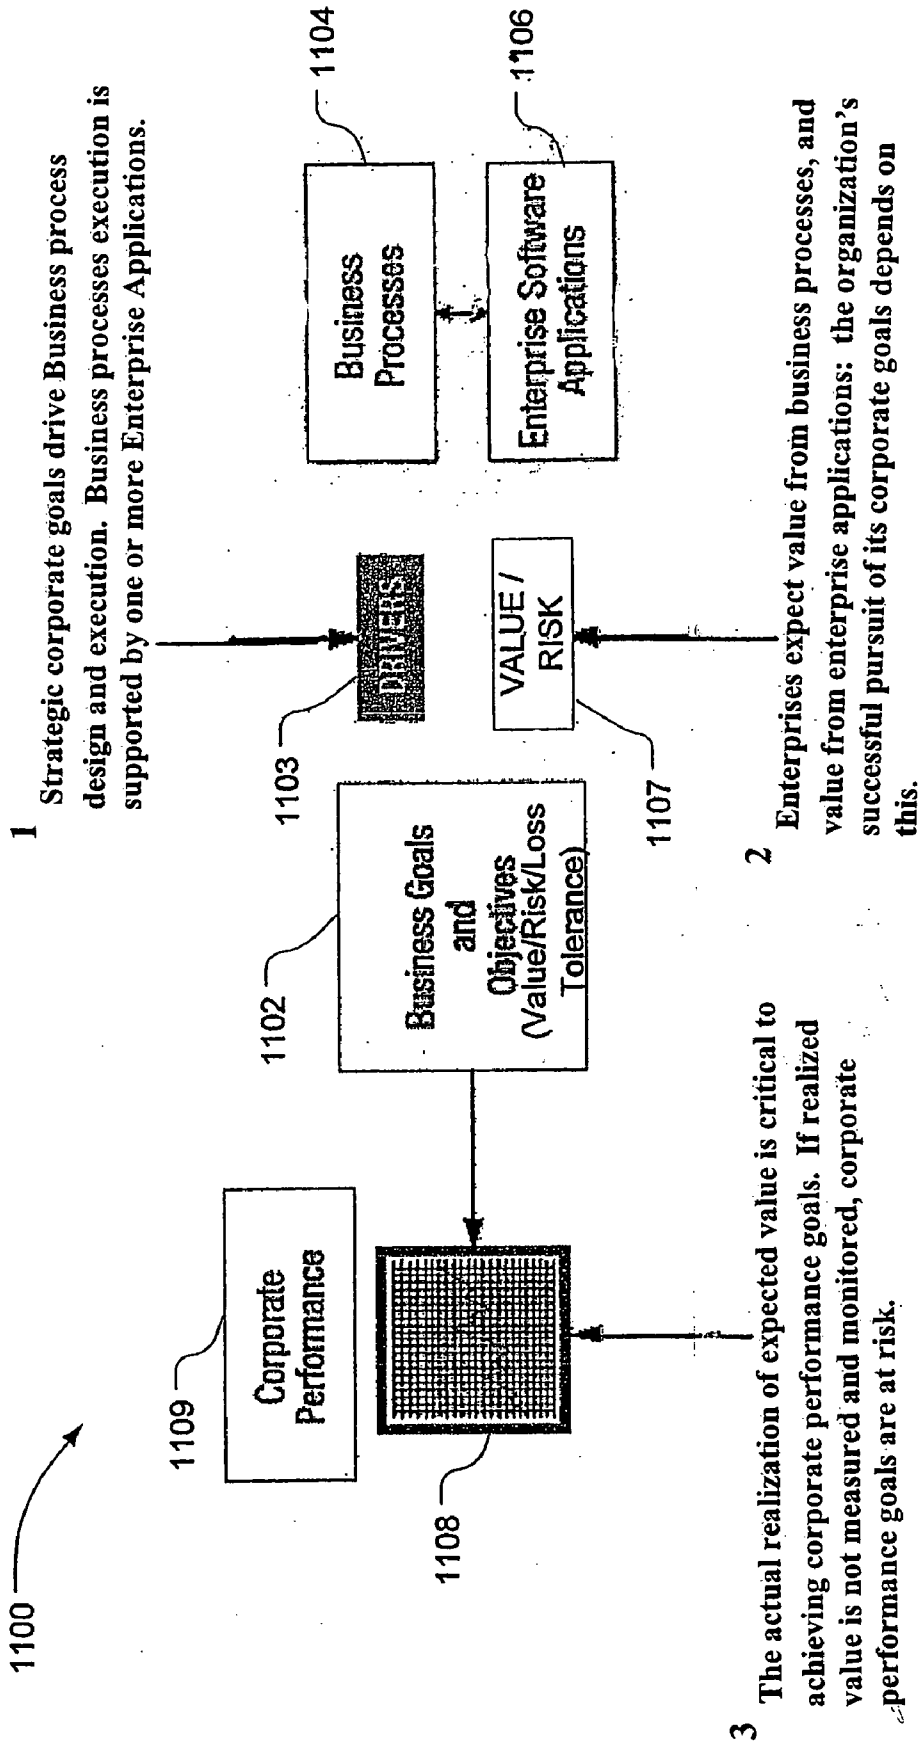 1100
1
Strategic corporate goals drive Business process
design and execution. Business processes execution is
supported by one or more Enterprise Applications.
1109
Corporate
Performance
1102
Business Goals
and
Objectives
(Value/Risk/Loss
Tolerance)
1103
DRIVERS
1104
Business
Processes
1108
1107
VALUE /
RISK
1106
Enterprise Software
Applications
2
Enterprises expect value from business processes, and
value from enterprise applications: the organization's
successful pursuit of its corporate goals depends on
this.
3
The actual realization of expected value is critical to
achieving corporate performance goals. If realized
value is not measured and monitored, corporate
performance goals are at risk.